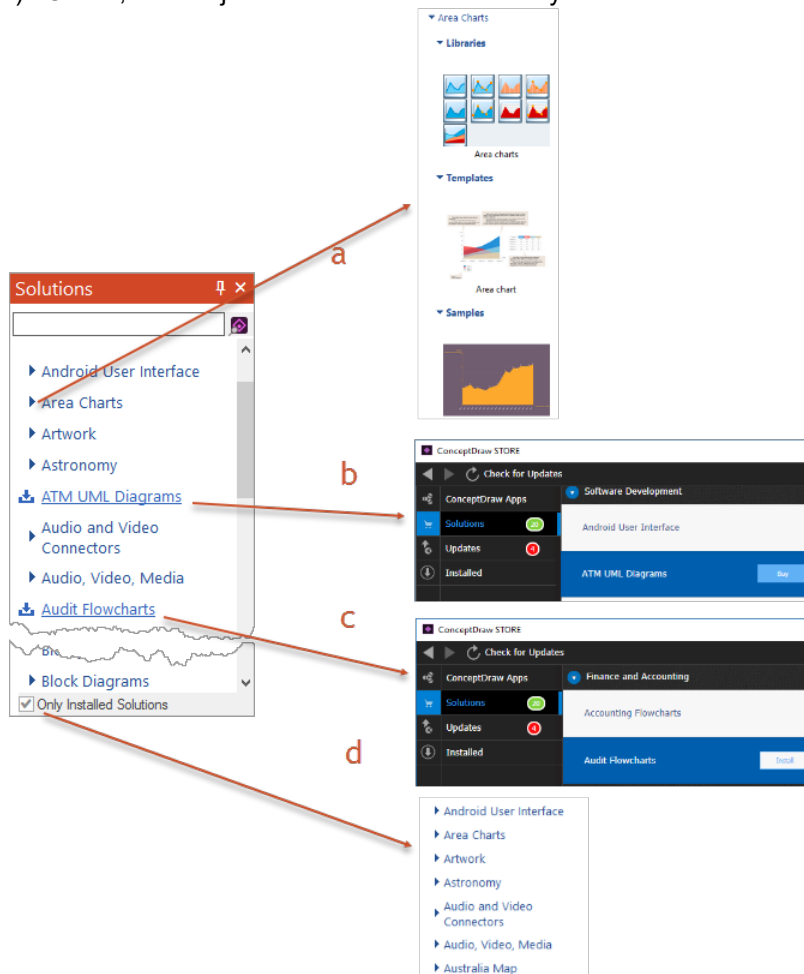 Area Charts
Libraries
Area charts
Templates
Area chart
Samples
a
Solutions
Android User Interface
Area Charts
Artwork
Astronomy
ATM UML Diagrams
Audio and Video
Connectors
Audio, Video, Media
Audit Flowcharts
Block Diagrams
Only Installed Solutions
b
ConceptDraw STORE
Check for Updates
ConceptDraw Apps
Solutions 20
Updates 4
Installed
Software Development
Android User Interface
ATM UML Diagrams Buy
c
ConceptDraw STORE
Check for Updates
ConceptDraw Apps
Solutions 20
Updates 4
Installed
Finance and Accounting
Accounting Flowcharts
Audit Flowcharts Install
d
Android User Interface
Area Charts
Artwork
Astronomy
Audio and Video
Connectors
Audio, Video, Media
Australia Map